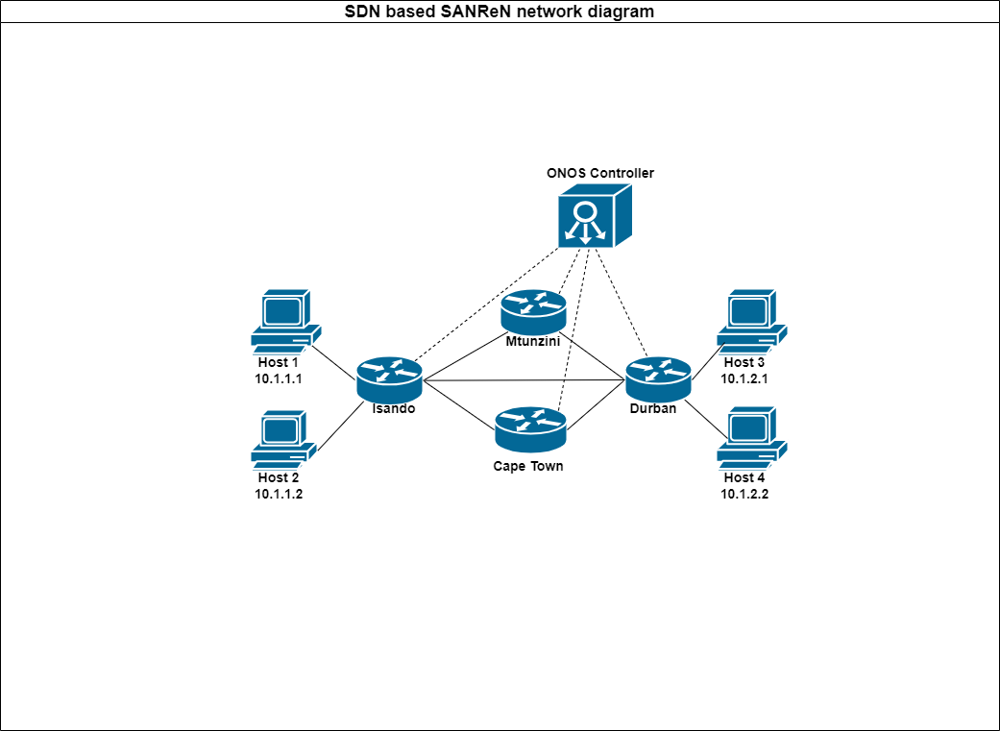 SDN based SANReN network diagram
ONOS Controller
Mtunzini
Host 1
10.1.1.1
Host 3
10.1.2.1
Isando
Durban
Cape Town
Host 2
10.1.1.2
Host 4
10.1.2.2